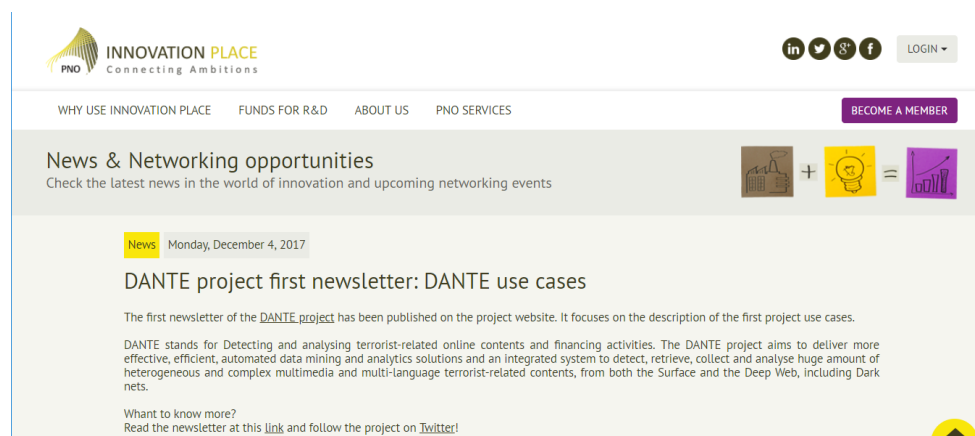 INNOVATION PLACE
PNO Connecting Ambitions
in g+ f LOGIN
WHY USE INNOVATION PLACE FUNDS FOR R&D ABOUT US PNO SERVICES BECOME A MEMBER
News & Networking opportunities
Check the latest news in the world of innovation and upcoming networking events
+ =
News Monday, December 4, 2017
DANTE project first newsletter: DANTE use cases
The first newsletter of the DANTE project has been published on the project website. It focuses on the description of the first project use cases.
DANTE stands for Detecting and analysing terrorist-related online contents and financing activities. The DANTE project aims to deliver more
effective, efficient, automated data mining and analytics solutions and an integrated system to detect, retrieve, collect and analyse huge amount of
heterogeneous and complex multimedia and multi-language terrorist-related contents, from both the Surface and the Deep Web, including Dark
nets.
Whant to know more?
Read the newsletter at this link and follow the project on Twitter!